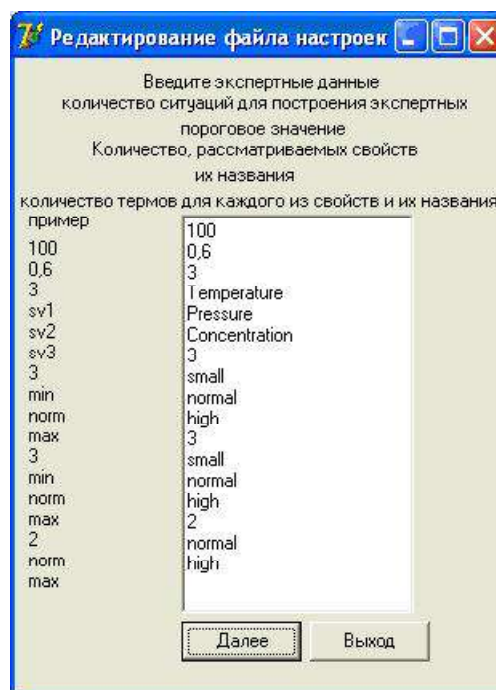 Редактирование файла настроек
Введите экспертные данные
количество ситуаций для построения экспертных
пороговое значение
Количество, рассматриваемых свойств
их названия
количество термов для каждого из свойств и их названия
пример
100
0,6
3
sv1
sv2
sv3
3
min
norm
max
3
min
norm
max
2
norm
max
100
0,6
3
Temperature
Pressure
Concentration
3
small
normal
high
3
small
normal
high
2
normal
high
Далее
Выход